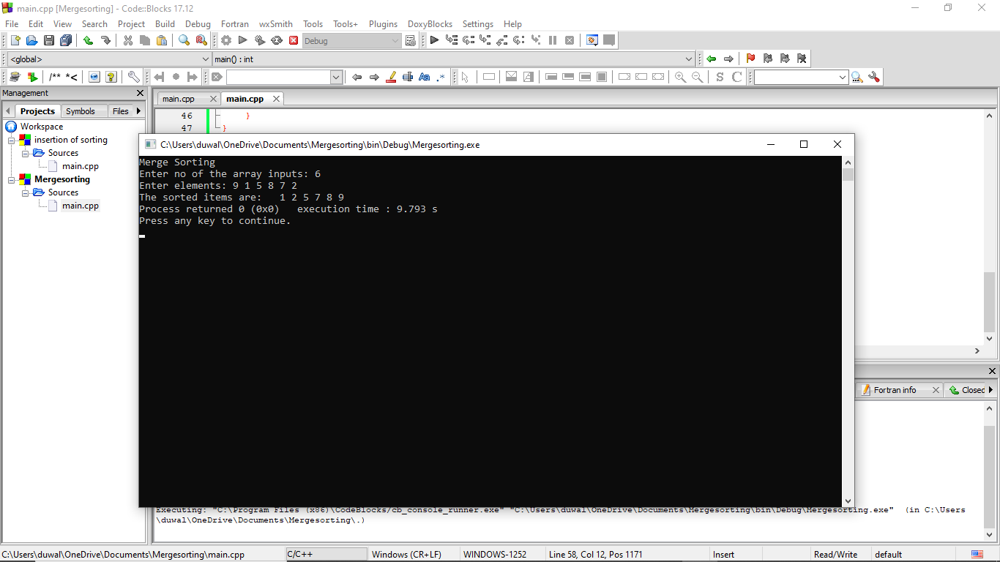 main.cpp [Mergesorting] - Code::Blocks 17.12
File Edit View Search Project Build Debug Fortran wxSmith Tools Tools+ Plugins DoxyBlocks Settings Help
Debug
<global> main() : int
/** *< Aa .* S C
Management
main.cpp main.cpp
Projects Symbols Files
46 }
47 }
Workspace
insertion of sorting
Sources
main.cpp
Mergesorting
Sources
main.cpp
C:\Users\duwal\OneDrive\Documents\Mergesorting\bin\Debug\Mergesorting.exe
Merge Sorting
Enter no of the array inputs: 6
Enter elements: 9 1 5 8 7 2
The sorted items are:   1 2 5 7 8 9
Process returned 0 (0x0)   execution time : 9.793 s
Press any key to continue.
Fortran info Closed
Executing: "C:\Program Files (x86)\CodeBlocks/cb_console_runner.exe" "C:\Users\duwal\OneDrive\Documents\Mergesorting\bin\Debug\Mergesorting.exe"  (in C:\Users
\duwal\OneDrive\Documents\Mergesorting\.)
C:\Users\duwal\OneDrive\Documents\Mergesorting\main.cpp C/C++ Windows (CR+LF) WINDOWS-1252 Line 58, Col 12, Pos 1171 Insert Read/Write default